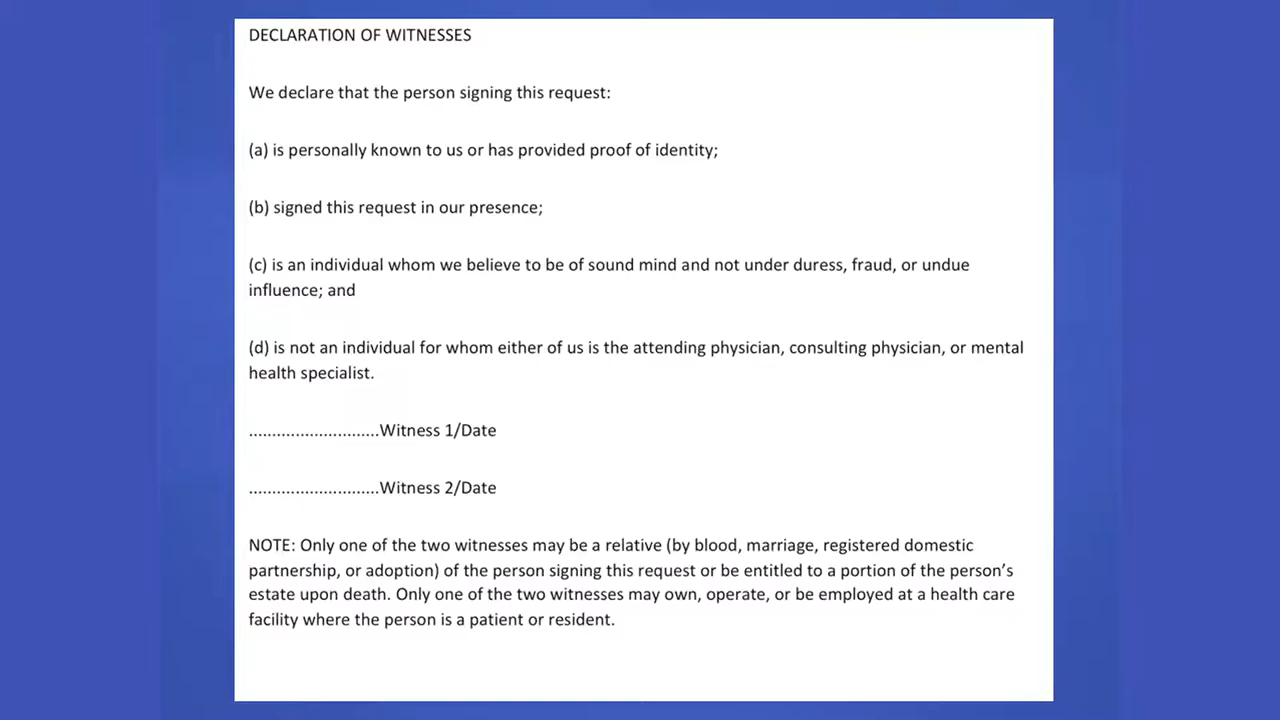 DECLARATION OF WITNESSES
We declare that the person signing this request:
(a) is personally known to us or has provided proof of identity;
(b) signed this request in our presence;
(c) is an individual whom we believe to be of sound mind and not under duress, fraud, or undue
influence; and
(d) is not an individual for whom either of us is the attending physician, consulting physician, or mental
health specialist.
............................Witness 1/Date
............................Witness 2/Date
NOTE: Only one of the two witnesses may be a relative (by blood, marriage, registered domestic
partnership, or adoption) of the person signing this request or be entitled to a portion of the person’s
estate upon death. Only one of the two witnesses may own, operate, or be employed at a health care
facility where the person is a patient or resident.